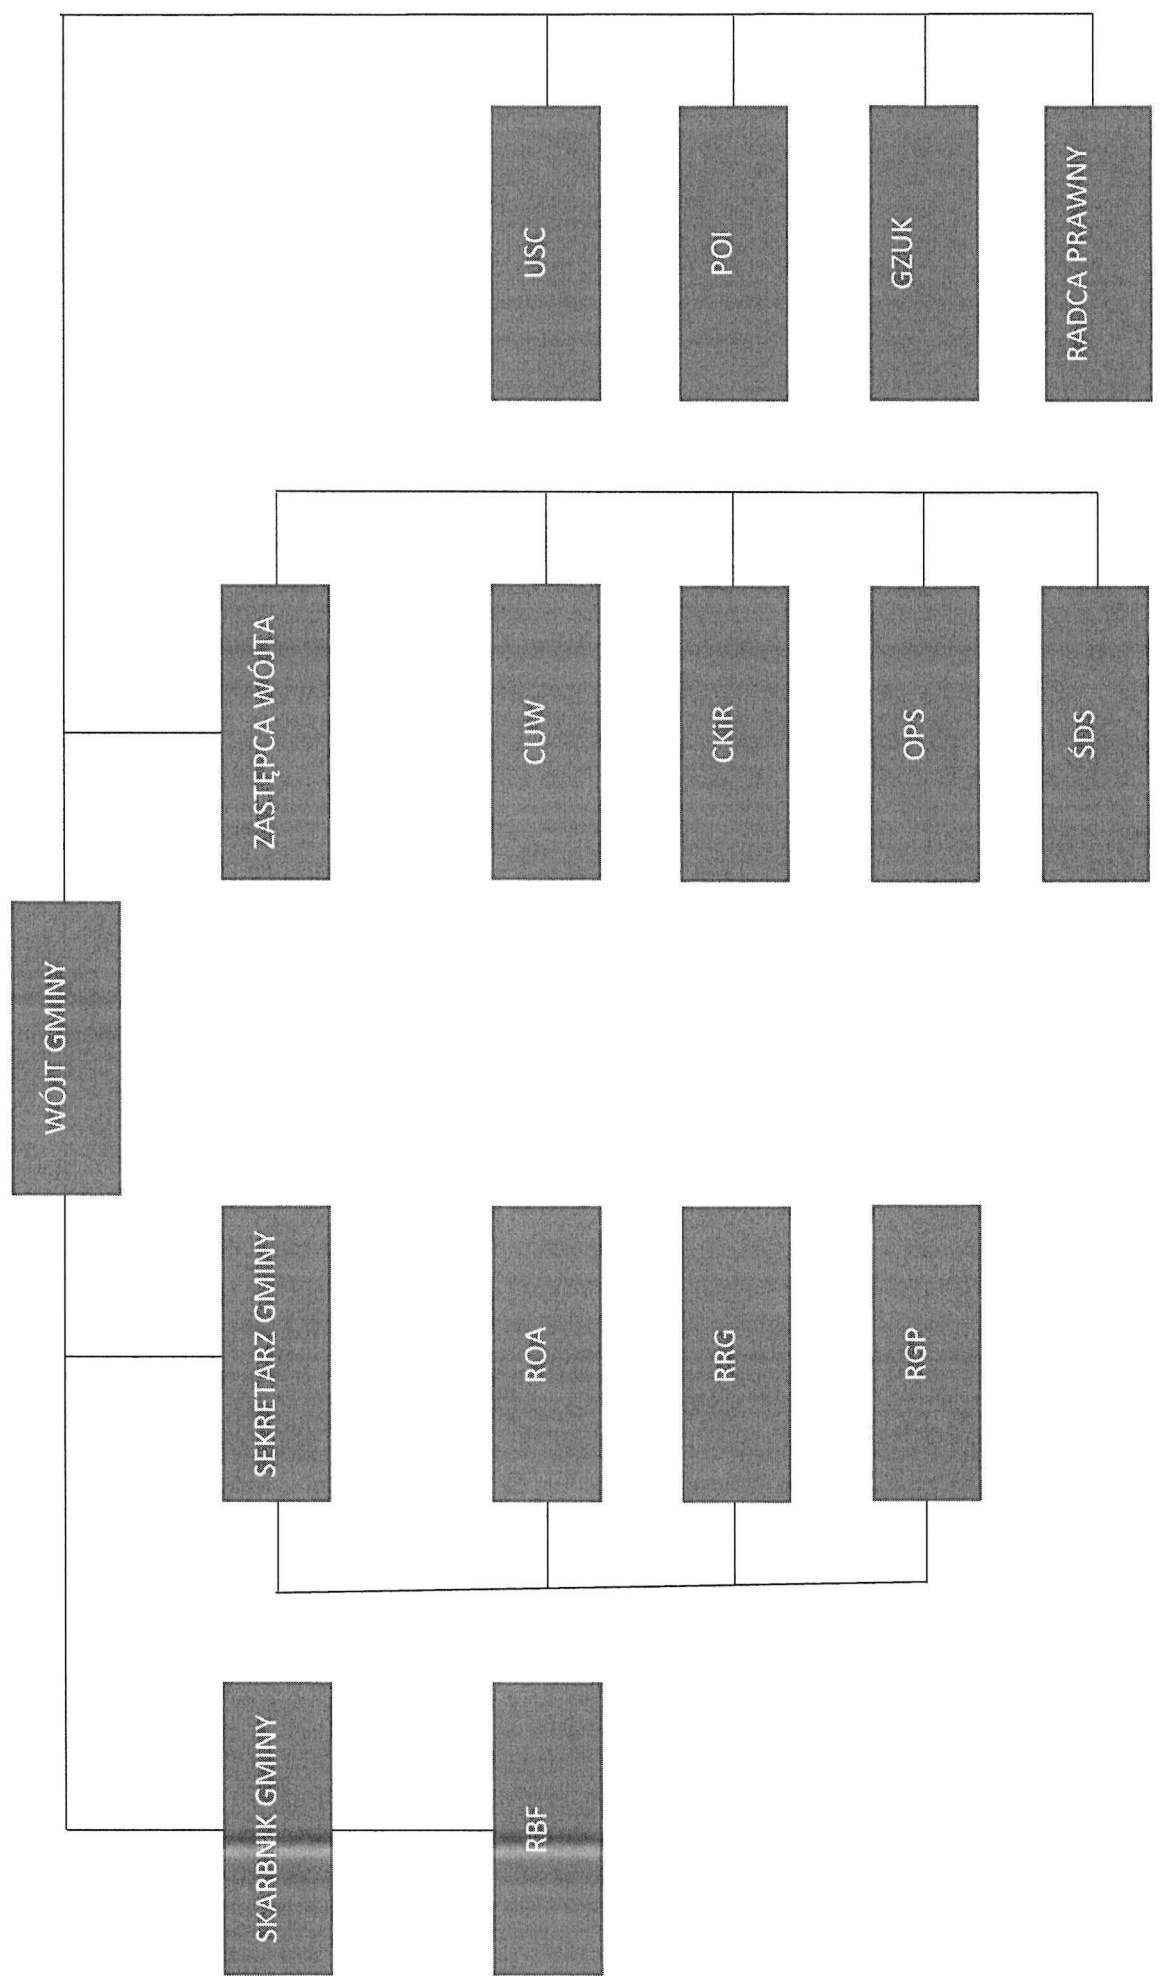 WÓJT GMINY
SKARBNIK GMINY
SEKRETARZ GMINY
ZASTĘPCA WÓJTA
RBF
ROA
CUW
USC
RRG
CKiR
POI
RGP
OPS
GZUK
ŚDS
RADCA PRAWNY